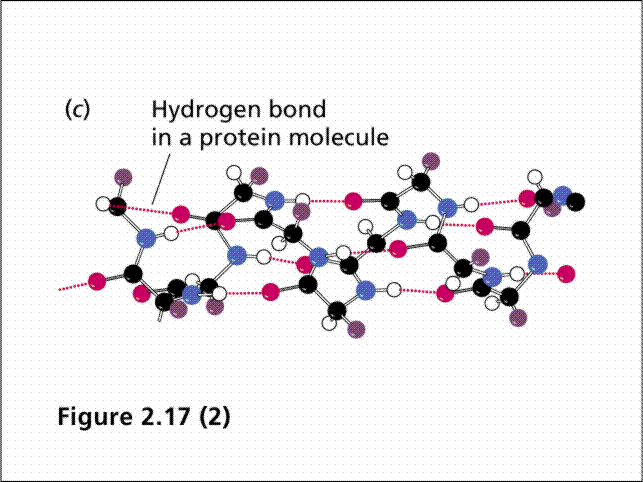 (c) Hydrogen bond
in a protein molecule
Figure 2.17 (2)